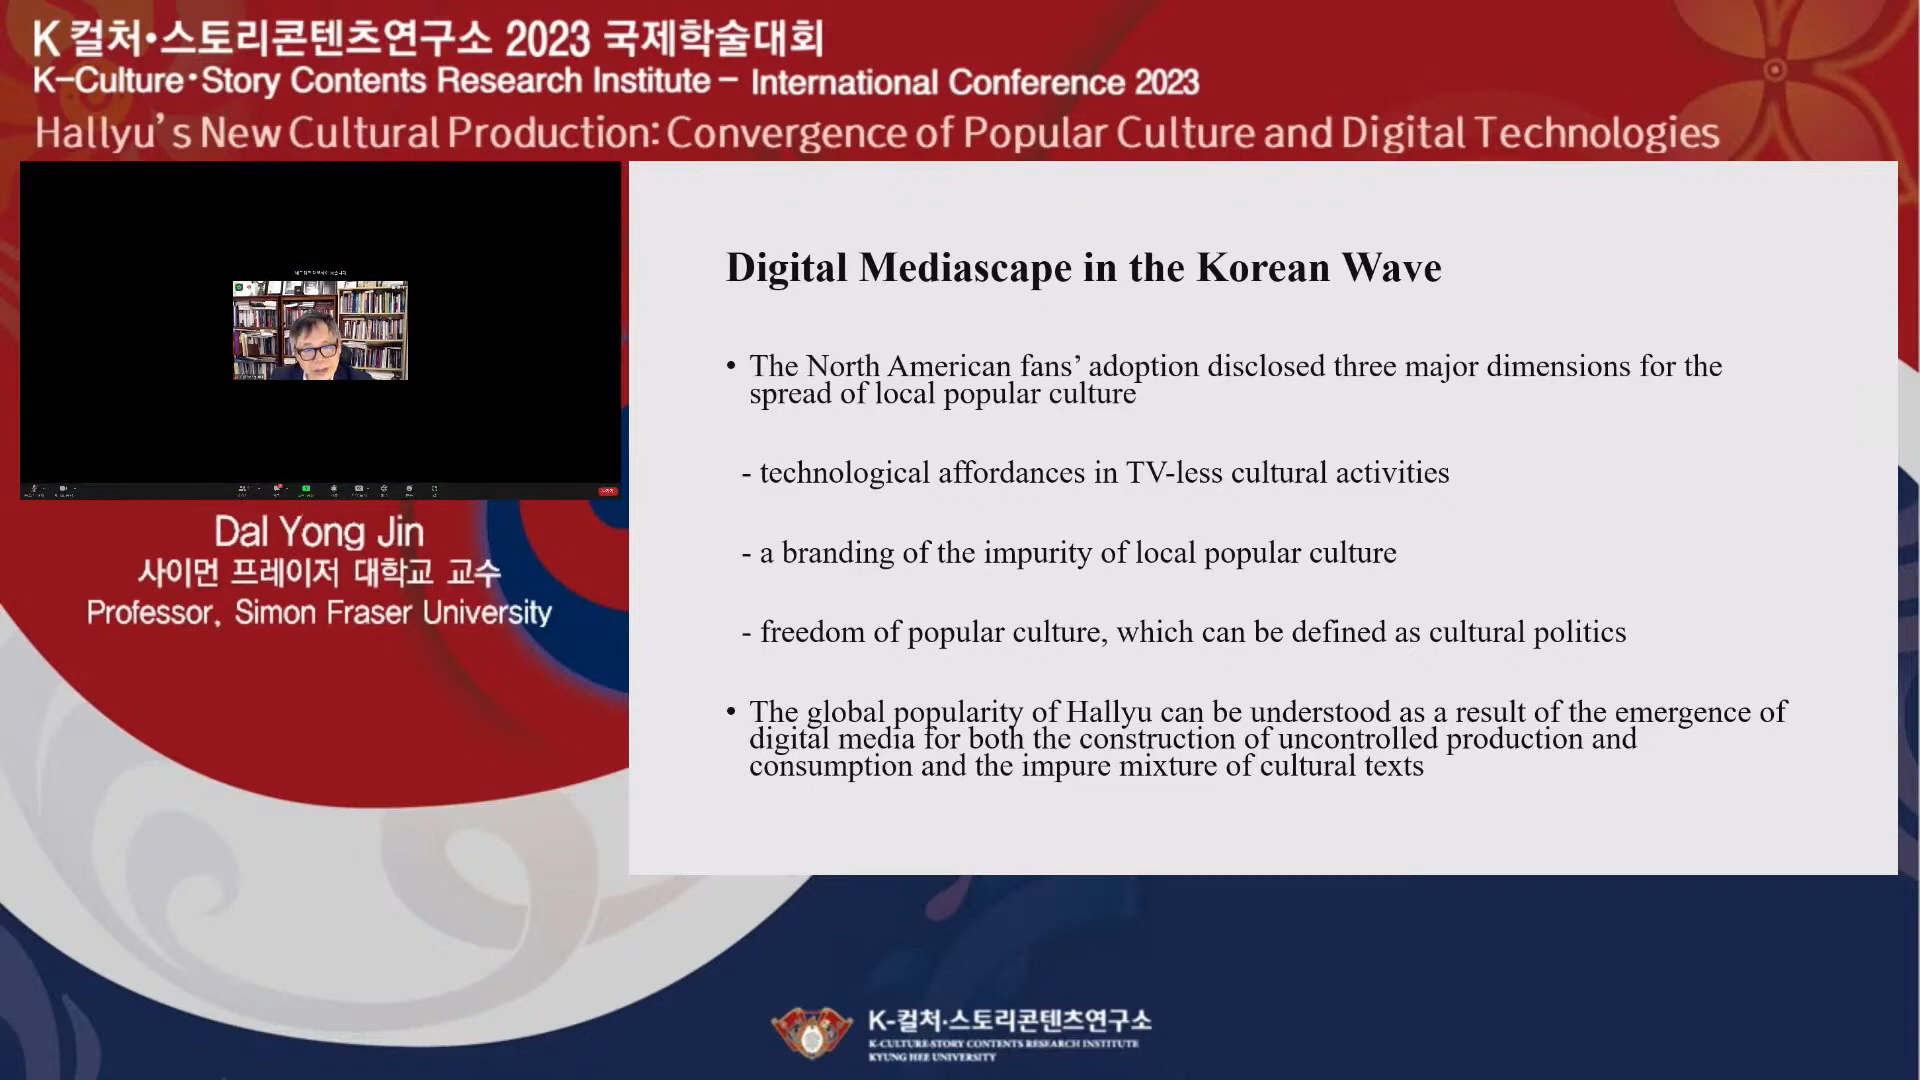 K 컬처•스토리콘텐츠연구소 2023 국제학술대회
K-Culture•Story Contents Research Institute - International Conference 2023
Hallyu's New Cultural Production: Convergence of Popular Culture and Digital Technologies
Dal Yong Jin
사이먼 프레이저 대학교 교수
Professor, Simon Fraser University
Digital Mediascape in the Korean Wave
• The North American fans’ adoption disclosed three major dimensions for the
spread of local popular culture
- technological affordances in TV-less cultural activities
- a branding of the impurity of local popular culture
- freedom of popular culture, which can be defined as cultural politics
• The global popularity of Hallyu can be understood as a result of the emergence of
digital media for both the construction of uncontrolled production and
consumption and the impure mixture of cultural texts
K-컬처•스토리콘텐츠연구소
K-CULTURE•STORY CONTENTS RESEARCH INSTITUTE
KYUNG HEE UNIVERSITY